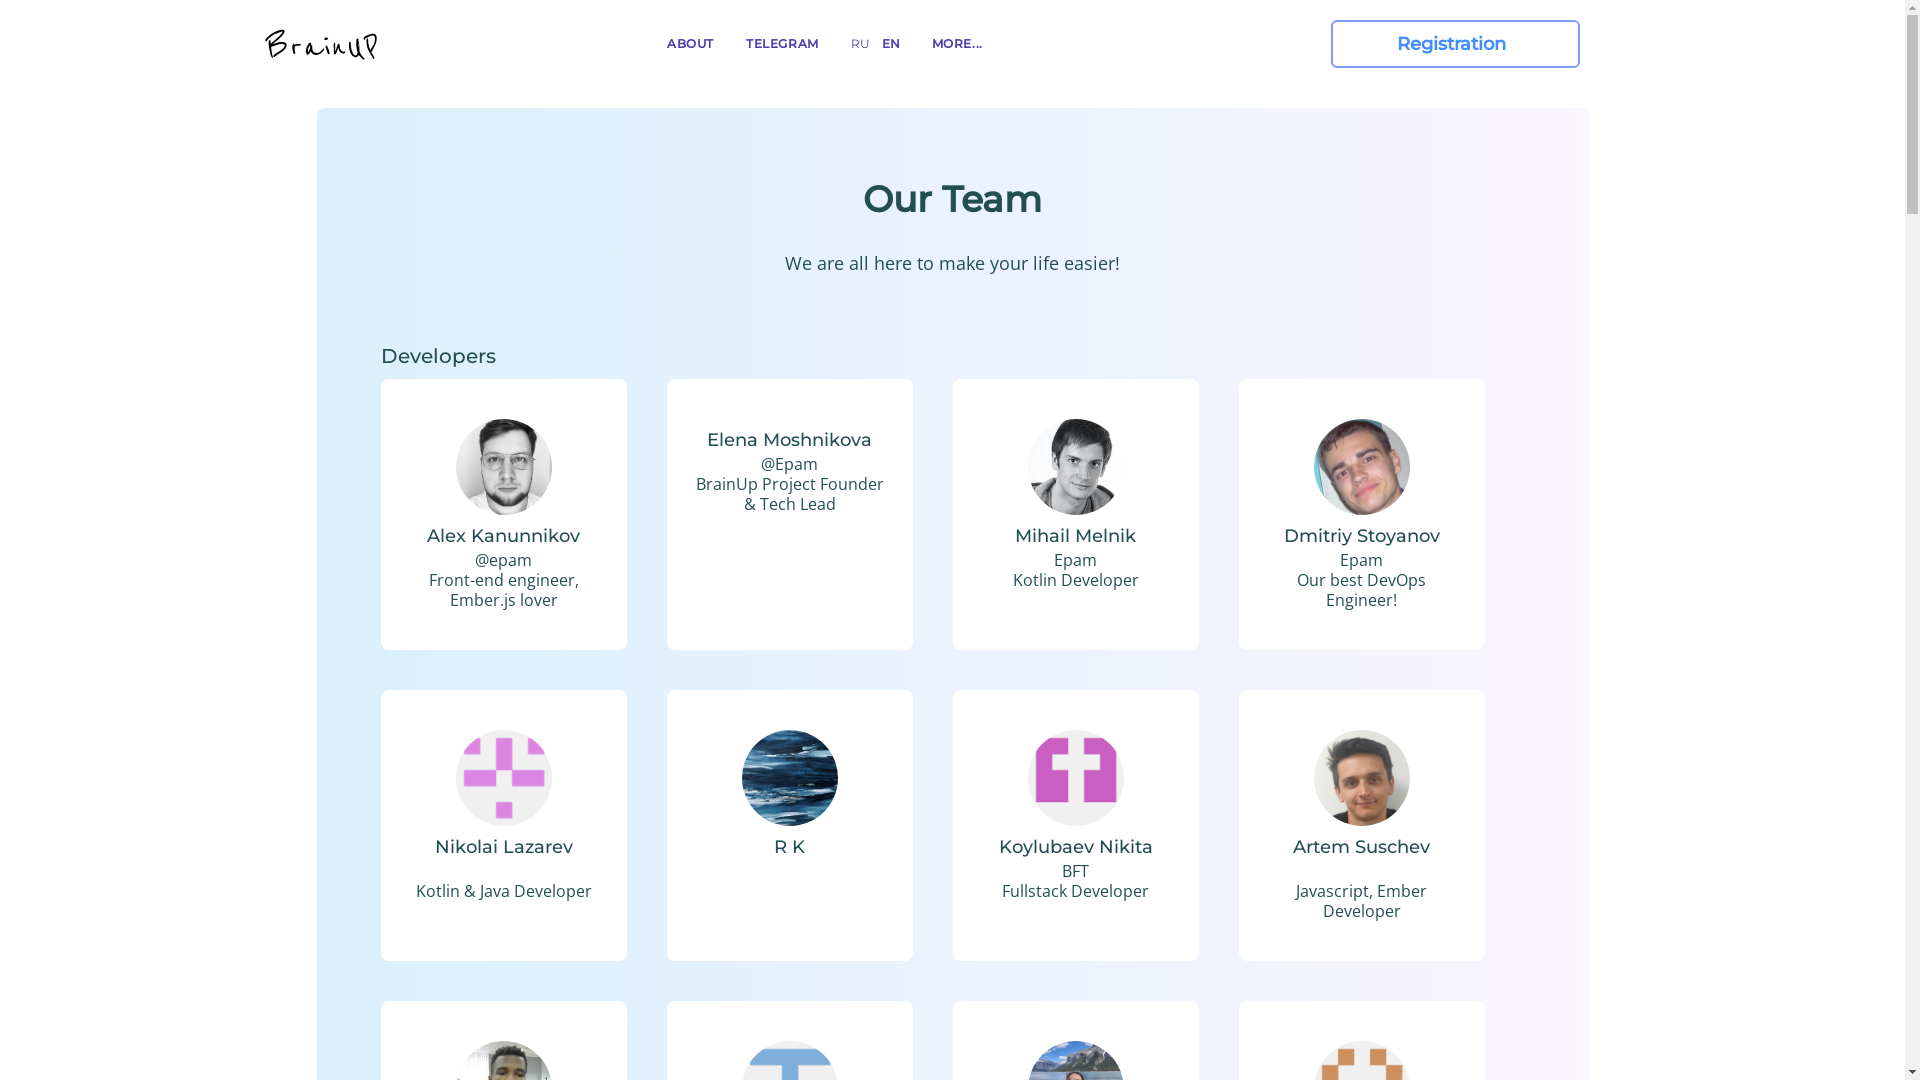 BrainUP
ABOUT
TELEGRAM
RU
EN
MORE...
Registration
Our Team
We are all here to make your life easier!
Developers
Alex Kanunnikov
@epam
Front-end engineer,
Ember.js lover
Elena Moshnikova
@Epam
BrainUp Project Founder
& Tech Lead
Mihail Melnik
Epam
Kotlin Developer
Dmitriy Stoyanov
Epam
Our best DevOps
Engineer!
Nikolai Lazarev
Kotlin & Java Developer
R K
Koylubaev Nikita
BFT
Fullstack Developer
Artem Suschev
Javascript, Ember
Developer